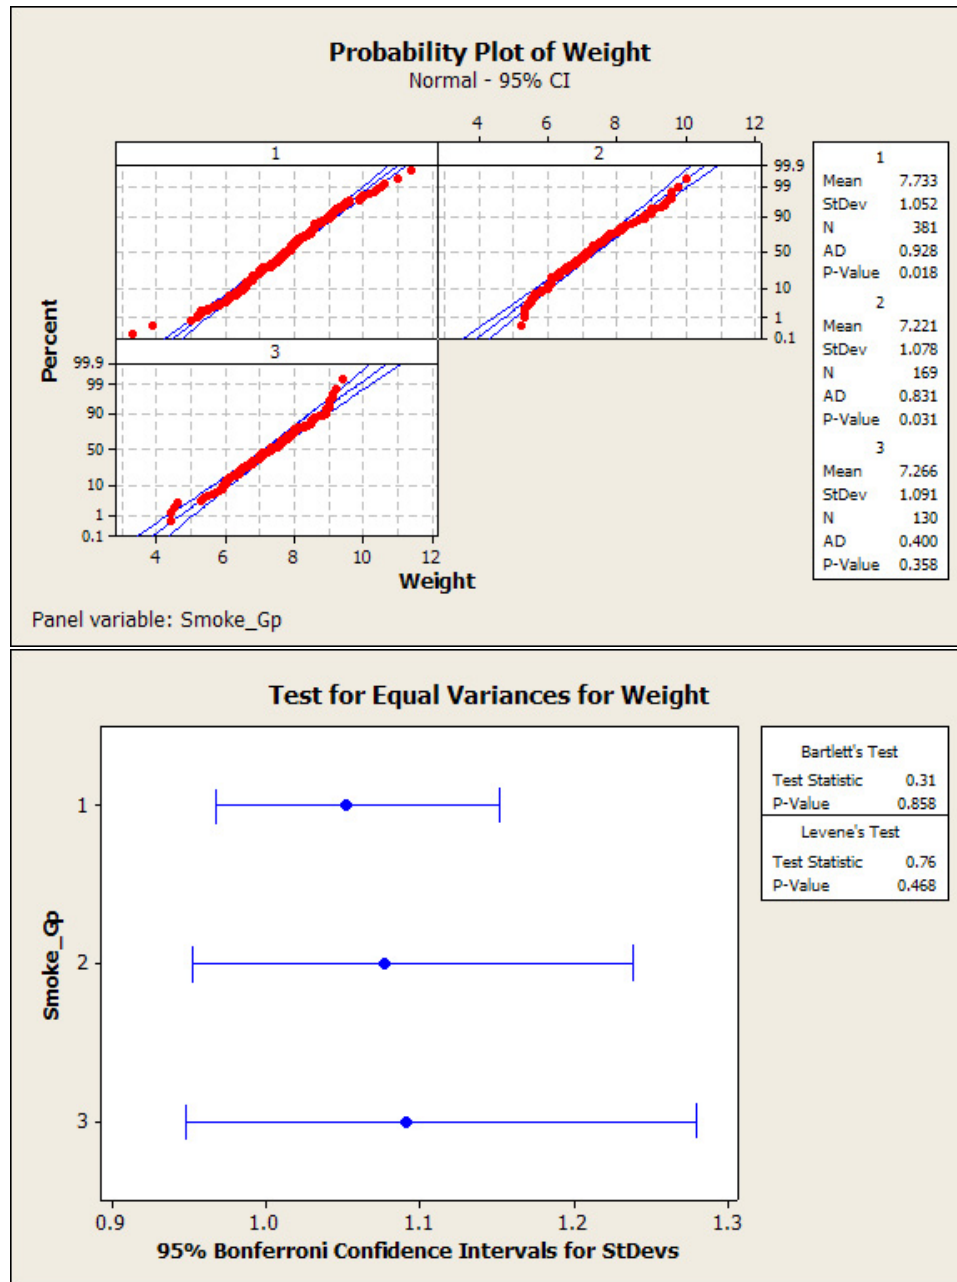 Probability Plot of Weight
Normal - 95% CI
4 6 8 10 12
1 2
99.9
99
90
50
10
1
0.1
Percent
3
99.9
99
90
50
10
1
0.1
4 6 8 10 12
Weight
1
Mean 7.733
StDev 1.052
N 381
AD 0.928
P-Value 0.018
2
Mean 7.221
StDev 1.078
N 169
AD 0.831
P-Value 0.031
3
Mean 7.266
StDev 1.091
N 130
AD 0.400
P-Value 0.358
Panel variable: Smoke_Gp
Test for Equal Variances for Weight
Smoke_Gp
1
2
3
0.9 1.0 1.1 1.2 1.3
95% Bonferroni Confidence Intervals for StDevs
Bartlett's Test
Test Statistic 0.31
P-Value 0.858
Levene's Test
Test Statistic 0.76
P-Value 0.468